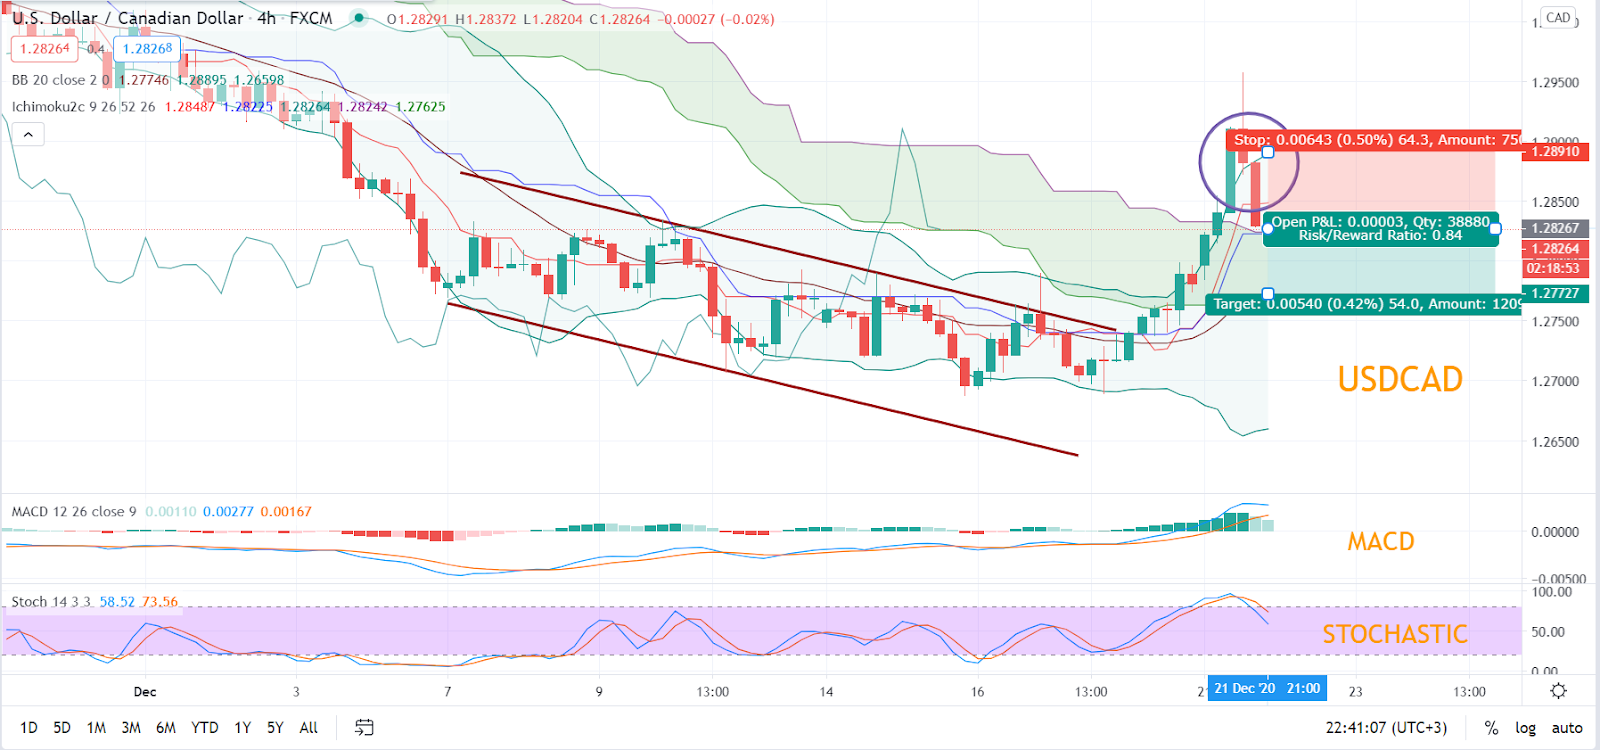 U.S. Dollar / Canadian Dollar · 4h · FXCM O1.28291 H1.28372 L1.28204 C1.28264 −0.00027 (−0.02%)
CAD
1.28264 0.4 1.28268
BB 20 close 2 0 1.27746 1.28895 1.26598
1.29500
Ichimoku2c 9 26 52 26 1.28487 1.28225 1.28264 1.28242 1.27625
Stop: 0.00643 (0.50%) 64.3, Amount:
1.28910
1.28500
Open P&L: 0.00003, Qty: 38880
1.28267
Risk/Reward Ratio: 0.84
1.28264
02:18:53
1.27727
Target: 0.00540 (0.42%) 54.0, Amount:
1.27500
USDCAD
1.27000
1.26500
MACD 12 26 close 9 0.00110 0.00277 0.00167
0.00000
MACD
−0.00500
Stoch 14 3 3 58.52 73.56
100.00
STOCHASTIC
50.00
0.00
Dec 3 7 9 13:00 14 16 13:00 21 Dec '20 21:00 23 13:00
1D 5D 1M 3M 6M YTD 1Y 5Y All 22:41:07 (UTC+3) % log auto